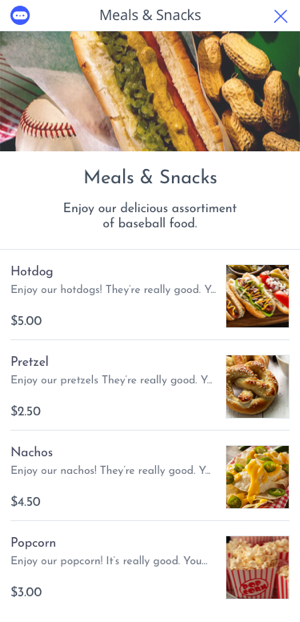 Meals & Snacks
Meals & Snacks
Enjoy our delicious assortment
of baseball food.
Hotdog
Enjoy our hotdogs! They're really good. Y...
$5.00
Pretzel
Enjoy our pretzels They're really good. Y...
$2.50
Nachos
Enjoy our nachos! They're really good. Y...
$4.50
Popcorn
Enjoy our popcorn! It's really good. You...
$3.00
POP
CORN